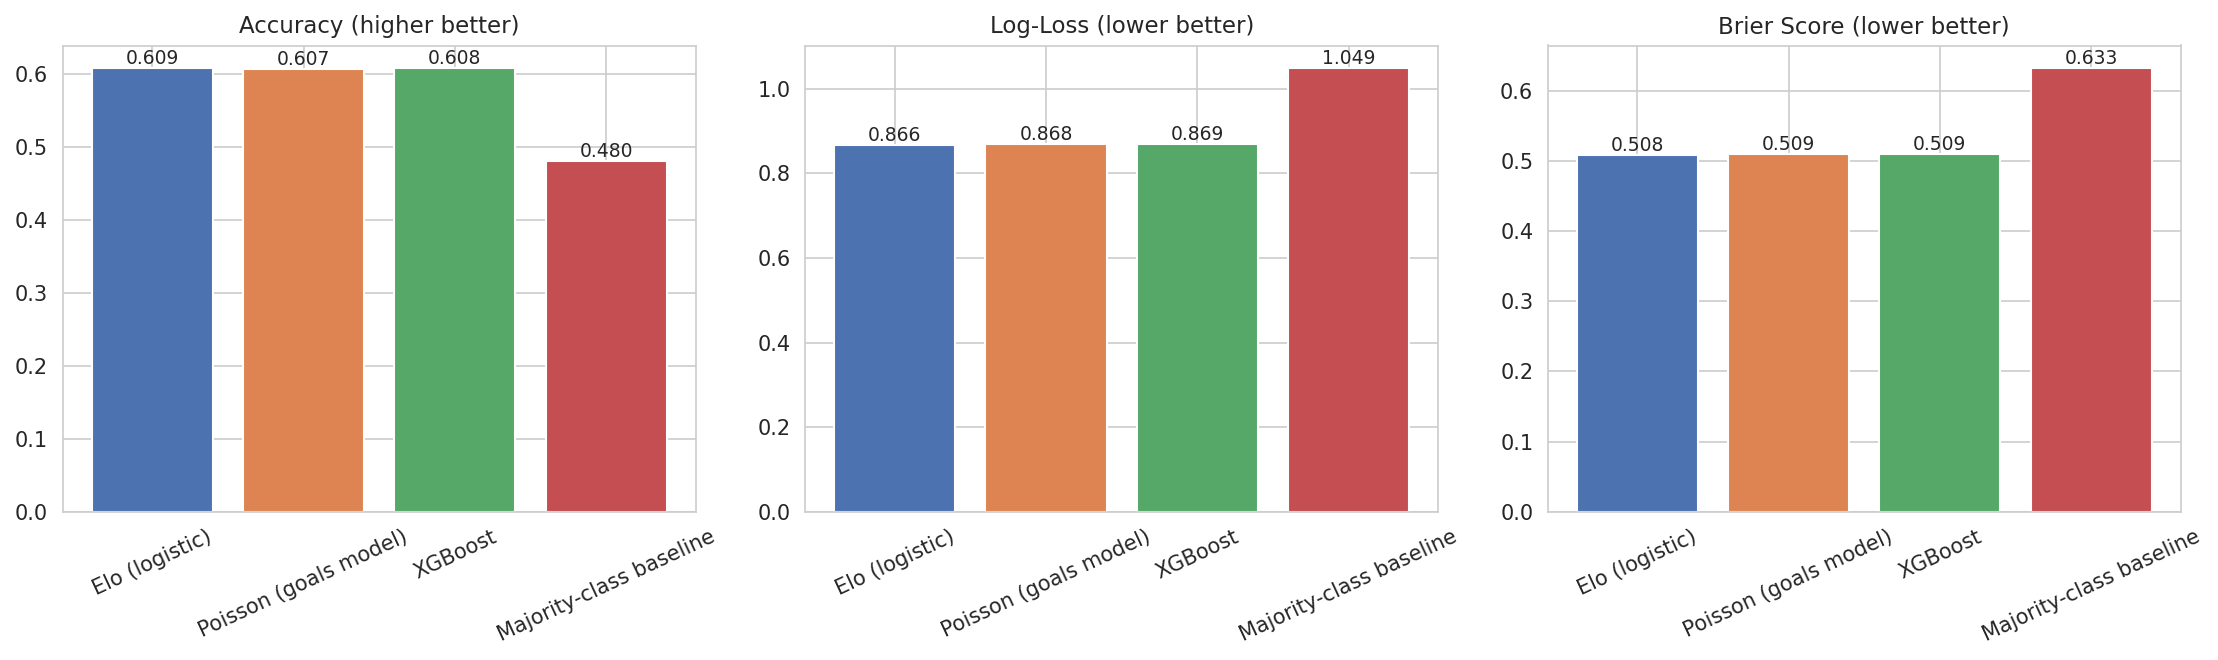 Accuracy (higher better)
0.609
0.607
0.608
0.480
0.6
0.5
0.4
0.3
0.2
0.1
0.0
Elo (logistic)
Poisson (goals model)
XGBoost
Majority-class baseline
Log-Loss (lower better)
0.866
0.868
0.869
1.049
1.0
0.8
0.6
0.4
0.2
0.0
Elo (logistic)
Poisson (goals model)
XGBoost
Majority-class baseline
Brier Score (lower better)
0.508
0.509
0.509
0.633
0.6
0.5
0.4
0.3
0.2
0.1
0.0
Elo (logistic)
Poisson (goals model)
XGBoost
Majority-class baseline